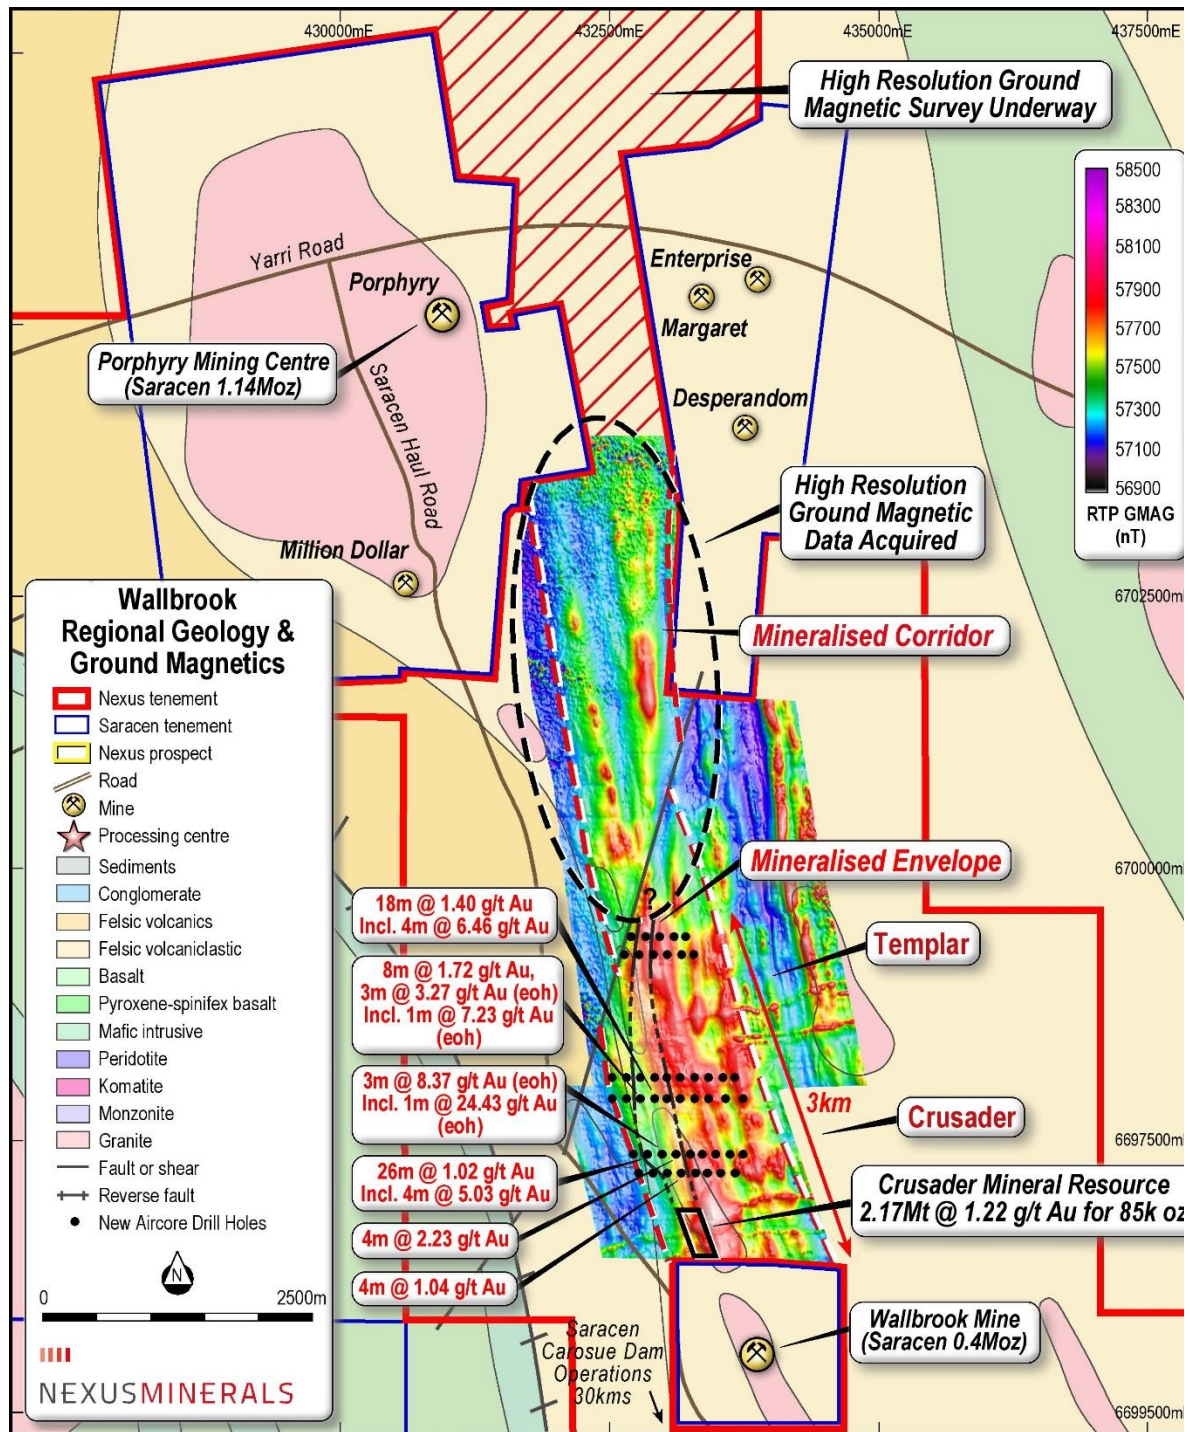 430000mE
432500mE
435000mE
437500mE
High Resolution Ground
Magnetic Survey Underway
58500
58300
58100
57900
57700
57500
57300
57100
56900
RTP GMAG
(nT)
Yarri Road
Porphyry
Enterprise
Margaret
Porphyry Mining Centre
(Saracen 1.14Moz)
Saracen Haul Road
Desperandom
High Resolution
Ground Magnetic
Data Acquired
Million Dollar
6702500ml
Mineralised Corridor
Wallbrook
Regional Geology &
Ground Magnetics
Nexus tenement
Saracen tenement
Nexus prospect
Road
Mine
Processing centre
Sediments
Conglomerate
Felsic volcanics
Felsic volcaniclastic
Basalt
Pyroxene-spinifex basalt
Mafic intrusive
Peridotite
Komatite
Monzonite
Granite
Fault or shear
Reverse fault
New Aircore Drill Holes
N
0 2500m
NEXUSMINERALS
Mineralised Envelope
6700000ml
?
18m @ 1.40 g/t Au
Incl. 4m @ 6.46 g/t Au
8m @ 1.72 g/t Au,
3m @ 3.27 g/t Au (eoh)
Incl. 1m @ 7.23 g/t Au
(eoh)
3m @ 8.37 g/t Au (eoh)
Incl. 1m @ 24.43 g/t Au
(eoh)
26m @ 1.02 g/t Au
Incl. 4m @ 5.03 g/t Au
4m @ 2.23 g/t Au
4m @ 1.04 g/t Au
Templar
3km
Crusader
6697500ml
Crusader Mineral Resource
2.17Mt @ 1.22 g/t Au for 85k oz
Wallbrook Mine
(Saracen 0.4Moz)
Saracen
Carosue Dam
Operations
30kms
6699500ml